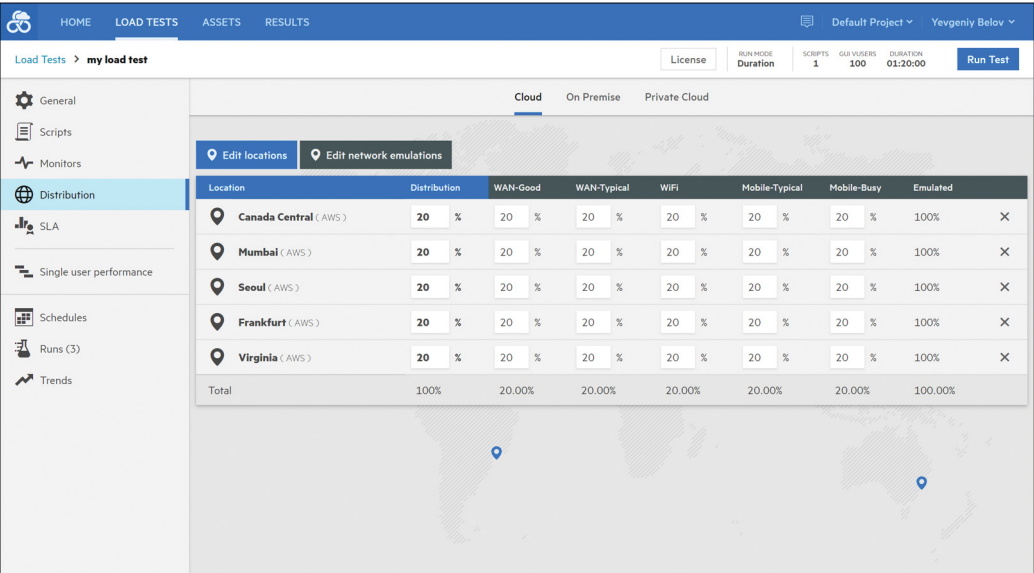 HOME LOAD TESTS ASSETS RESULTS Default Project Yevgeniy Belov
Load Tests > my load test License RUN MODE Duration SCRIPTS 1 GUI VUSERS 100 DURATION 01:20:00 Run Test
General
Scripts
Monitors
Distribution
SLA
Single user performance
Schedules
Runs (3)
Trends
Cloud On Premise Private Cloud
Edit locations Edit network emulations
Location Distribution WAN-Good WAN-Typical WiFi Mobile-Typical Mobile-Busy Emulated
Canada Central ( AWS ) 20 % 20 % 20 % 20 % 20 % 20 % 100% ×
Mumbai ( AWS ) 20 % 20 % 20 % 20 % 20 % 20 % 100% ×
Seoul ( AWS ) 20 % 20 % 20 % 20 % 20 % 20 % 100% ×
Frankfurt ( AWS ) 20 % 20 % 20 % 20 % 20 % 20 % 100% ×
Virginia ( AWS ) 20 % 20 % 20 % 20 % 20 % 20 % 100% ×
Total 100% 20.00% 20.00% 20.00% 20.00% 20.00% 100.00%